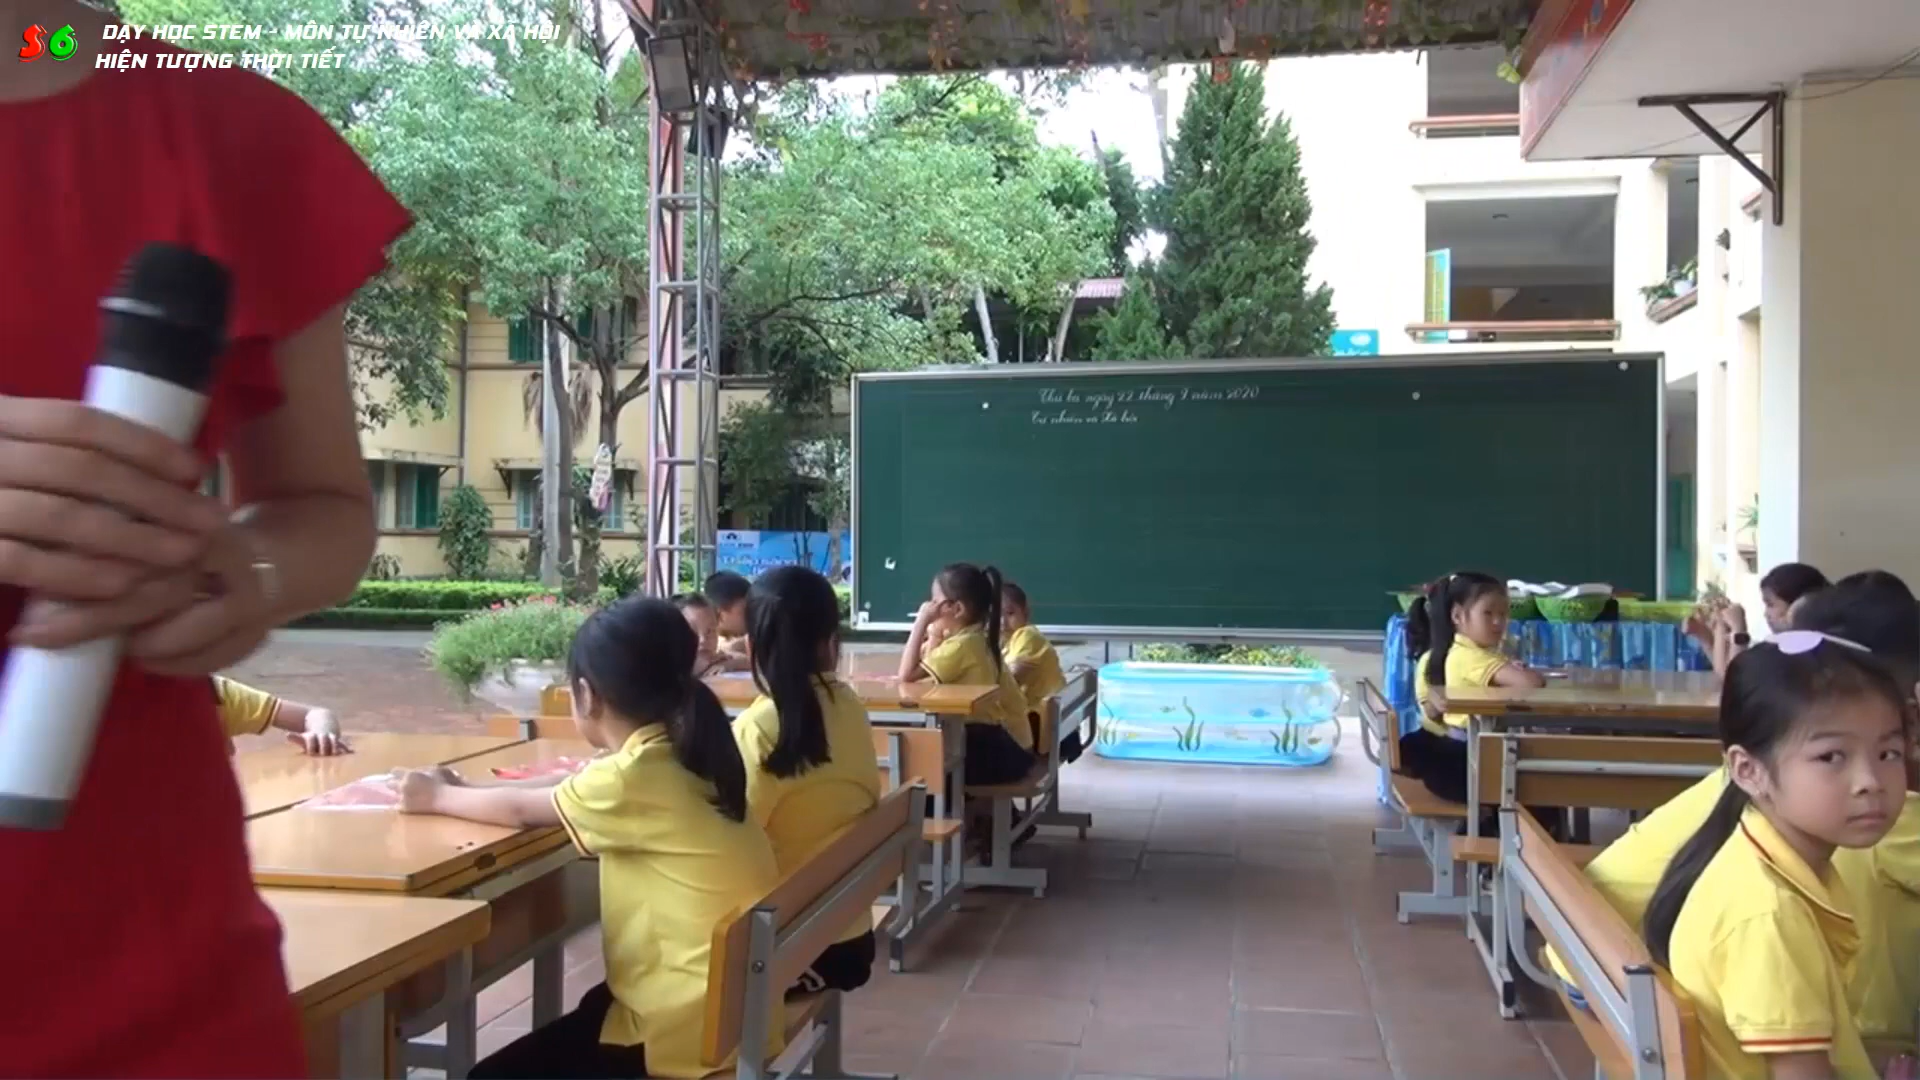 S6
DẠY HỌC STEM - MÔN TỰ NHIÊN VÀ XÃ HỘI
HIỆN TƯỢNG THỜI TIẾT
Thứ ba ngày 22 tháng 9 năm 2020
Tự nhiên và Xã hội